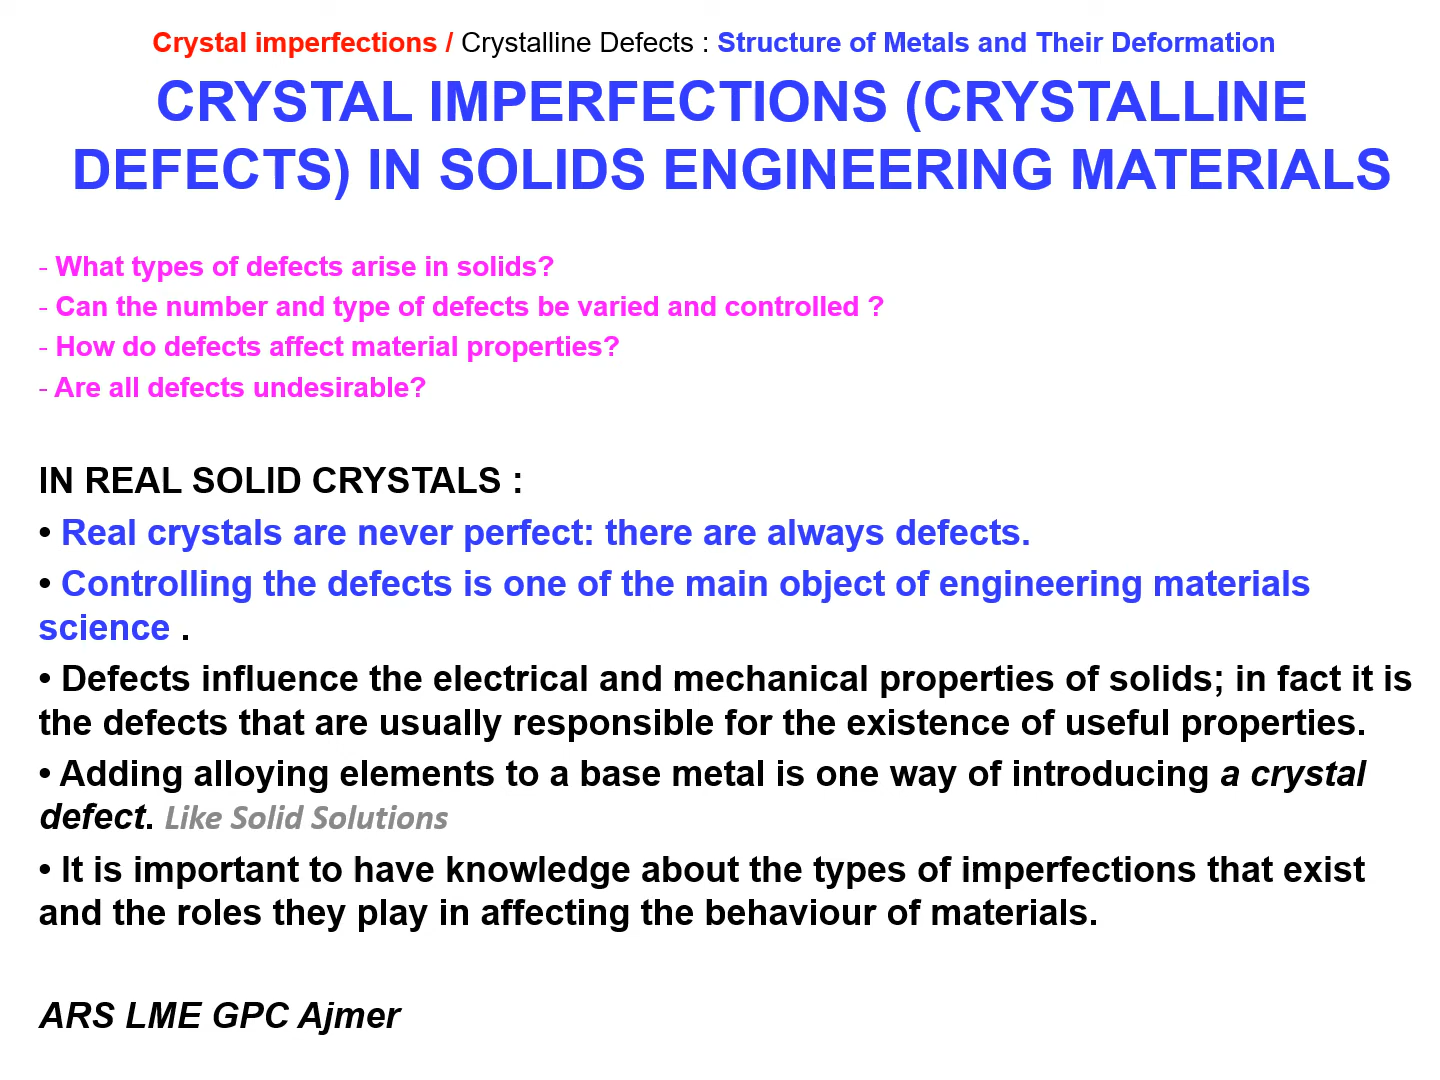 Crystal imperfections / Crystalline Defects : Structure of Metals and Their Deformation
CRYSTAL IMPERFECTIONS (CRYSTALLINE
DEFECTS) IN SOLIDS ENGINEERING MATERIALS
- What types of defects arise in solids?
- Can the number and type of defects be varied and controlled ?
- How do defects affect material properties?
- Are all defects undesirable?
IN REAL SOLID CRYSTALS :
• Real crystals are never perfect: there are always defects.
• Controlling the defects is one of the main object of engineering materials
science .
• Defects influence the electrical and mechanical properties of solids; in fact it is
the defects that are usually responsible for the existence of useful properties.
• Adding alloying elements to a base metal is one way of introducing a crystal
defect. Like Solid Solutions
• It is important to have knowledge about the types of imperfections that exist
and the roles they play in affecting the behaviour of materials.
ARS LME GPC Ajmer